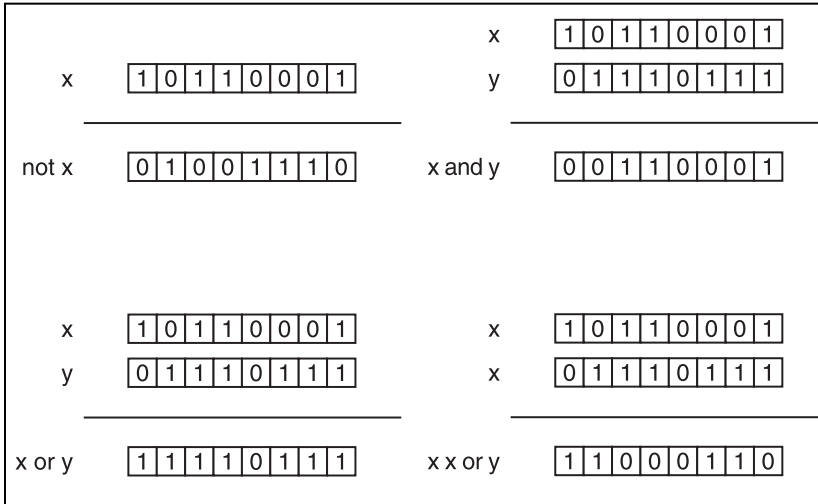 x 1 0 1 1 0 0 0 1
not x 0 1 0 0 1 1 1 0
x 1 0 1 1 0 0 0 1
y 0 1 1 1 0 1 1 1
x and y 0 0 1 1 0 0 0 1
x 1 0 1 1 0 0 0 1
y 0 1 1 1 0 1 1 1
x or y 1 1 1 1 0 1 1 1
x 1 0 1 1 0 0 0 1
x 0 1 1 1 0 1 1 1
x x or y 1 1 0 0 0 1 1 0